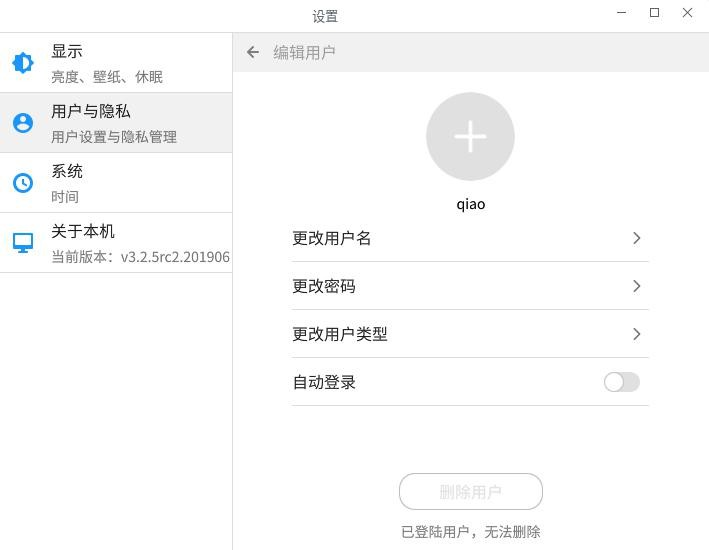 设置
显示
亮度、壁纸、休眠
用户与隐私
用户设置与隐私管理
系统
时间
关于本机
当前版本：v3.2.5rc2.201906
编辑用户
qiao
更改用户名
更改密码
更改用户类型
自动登录
删除用户
已登陆用户，无法删除